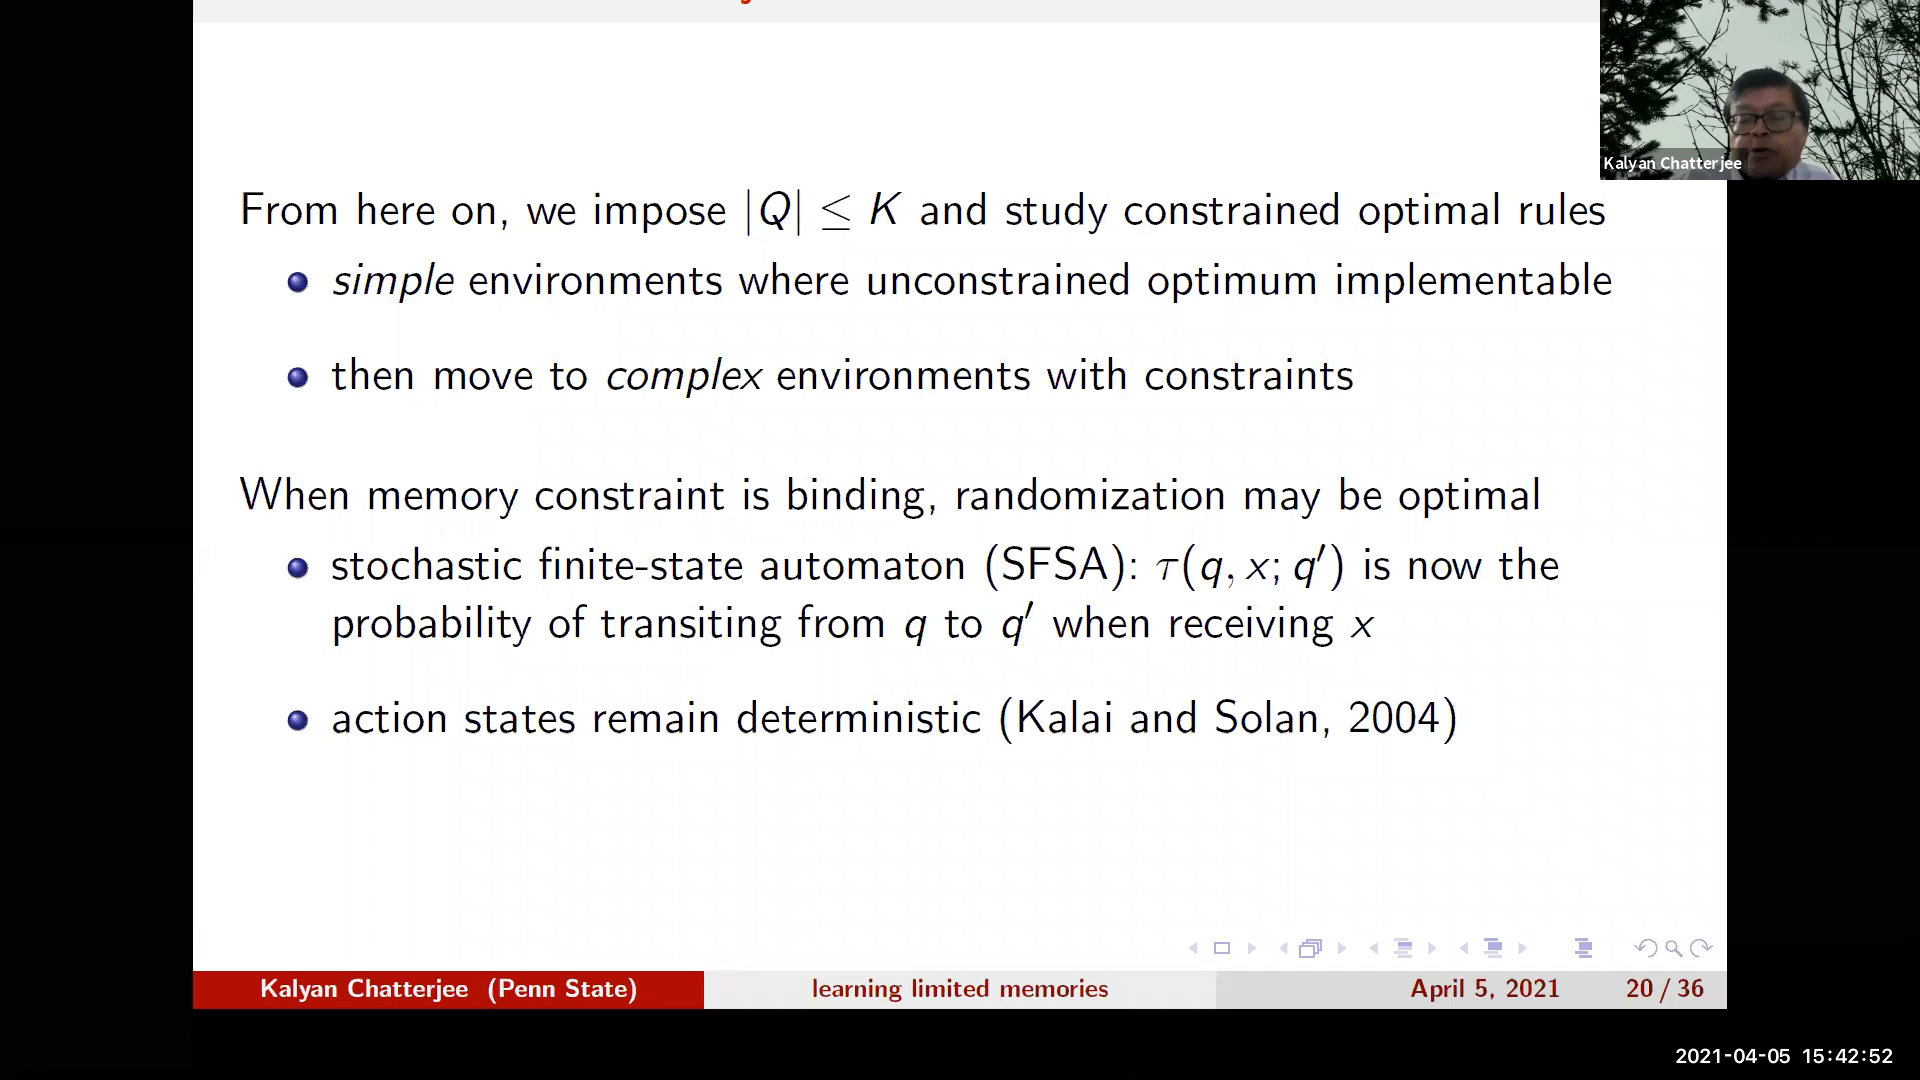 Kalyan Chatterjee
From here on, we impose |Q| ≤ K and study constrained optimal rules
simple environments where unconstrained optimum implementable
then move to complex environments with constraints
When memory constraint is binding, randomization may be optimal
stochastic finite-state automaton (SFSA): τ(q, x; q′) is now the
probability of transiting from q to q′ when receiving x
action states remain deterministic (Kalai and Solan, 2004)
Kalyan Chatterjee (Penn State) learning limited memories April 5, 2021 20 / 36
2021-04-05 15:42:52